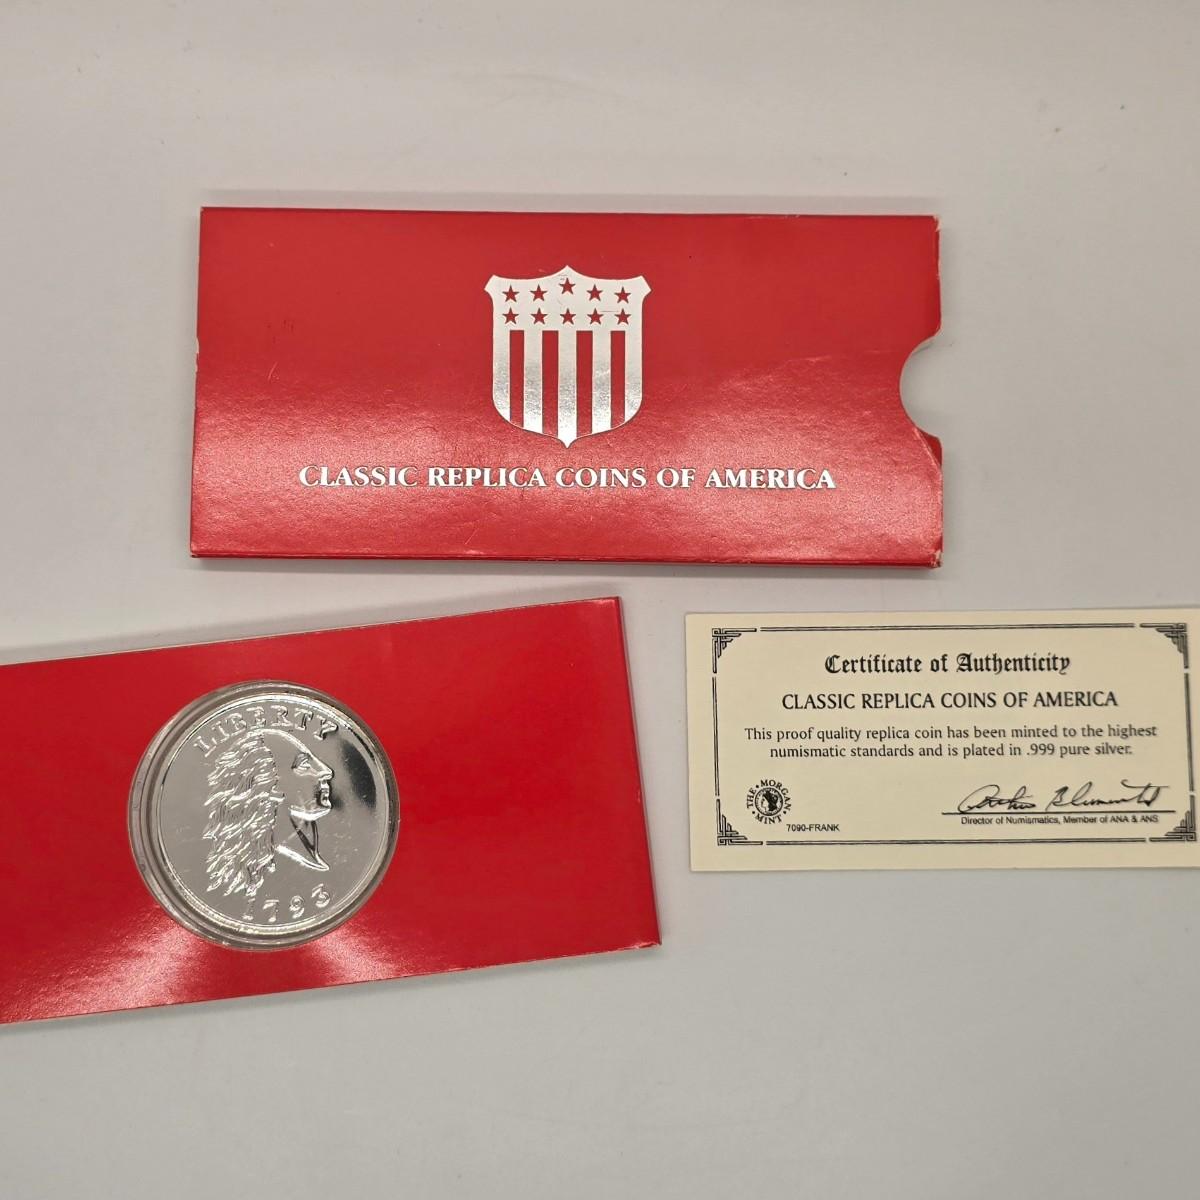 CLASSIC REPLICA COINS OF AMERICA
LIBERTY
1793
Certificate of Authenticity
CLASSIC REPLICA COINS OF AMERICA
This proof quality replica coin has been minted to the highest
numismatic standards and is plated in .999 pure silver.
THE MORGAN MINT
7090-FRANK
Director of Numismatics, Member of ANA & ANS